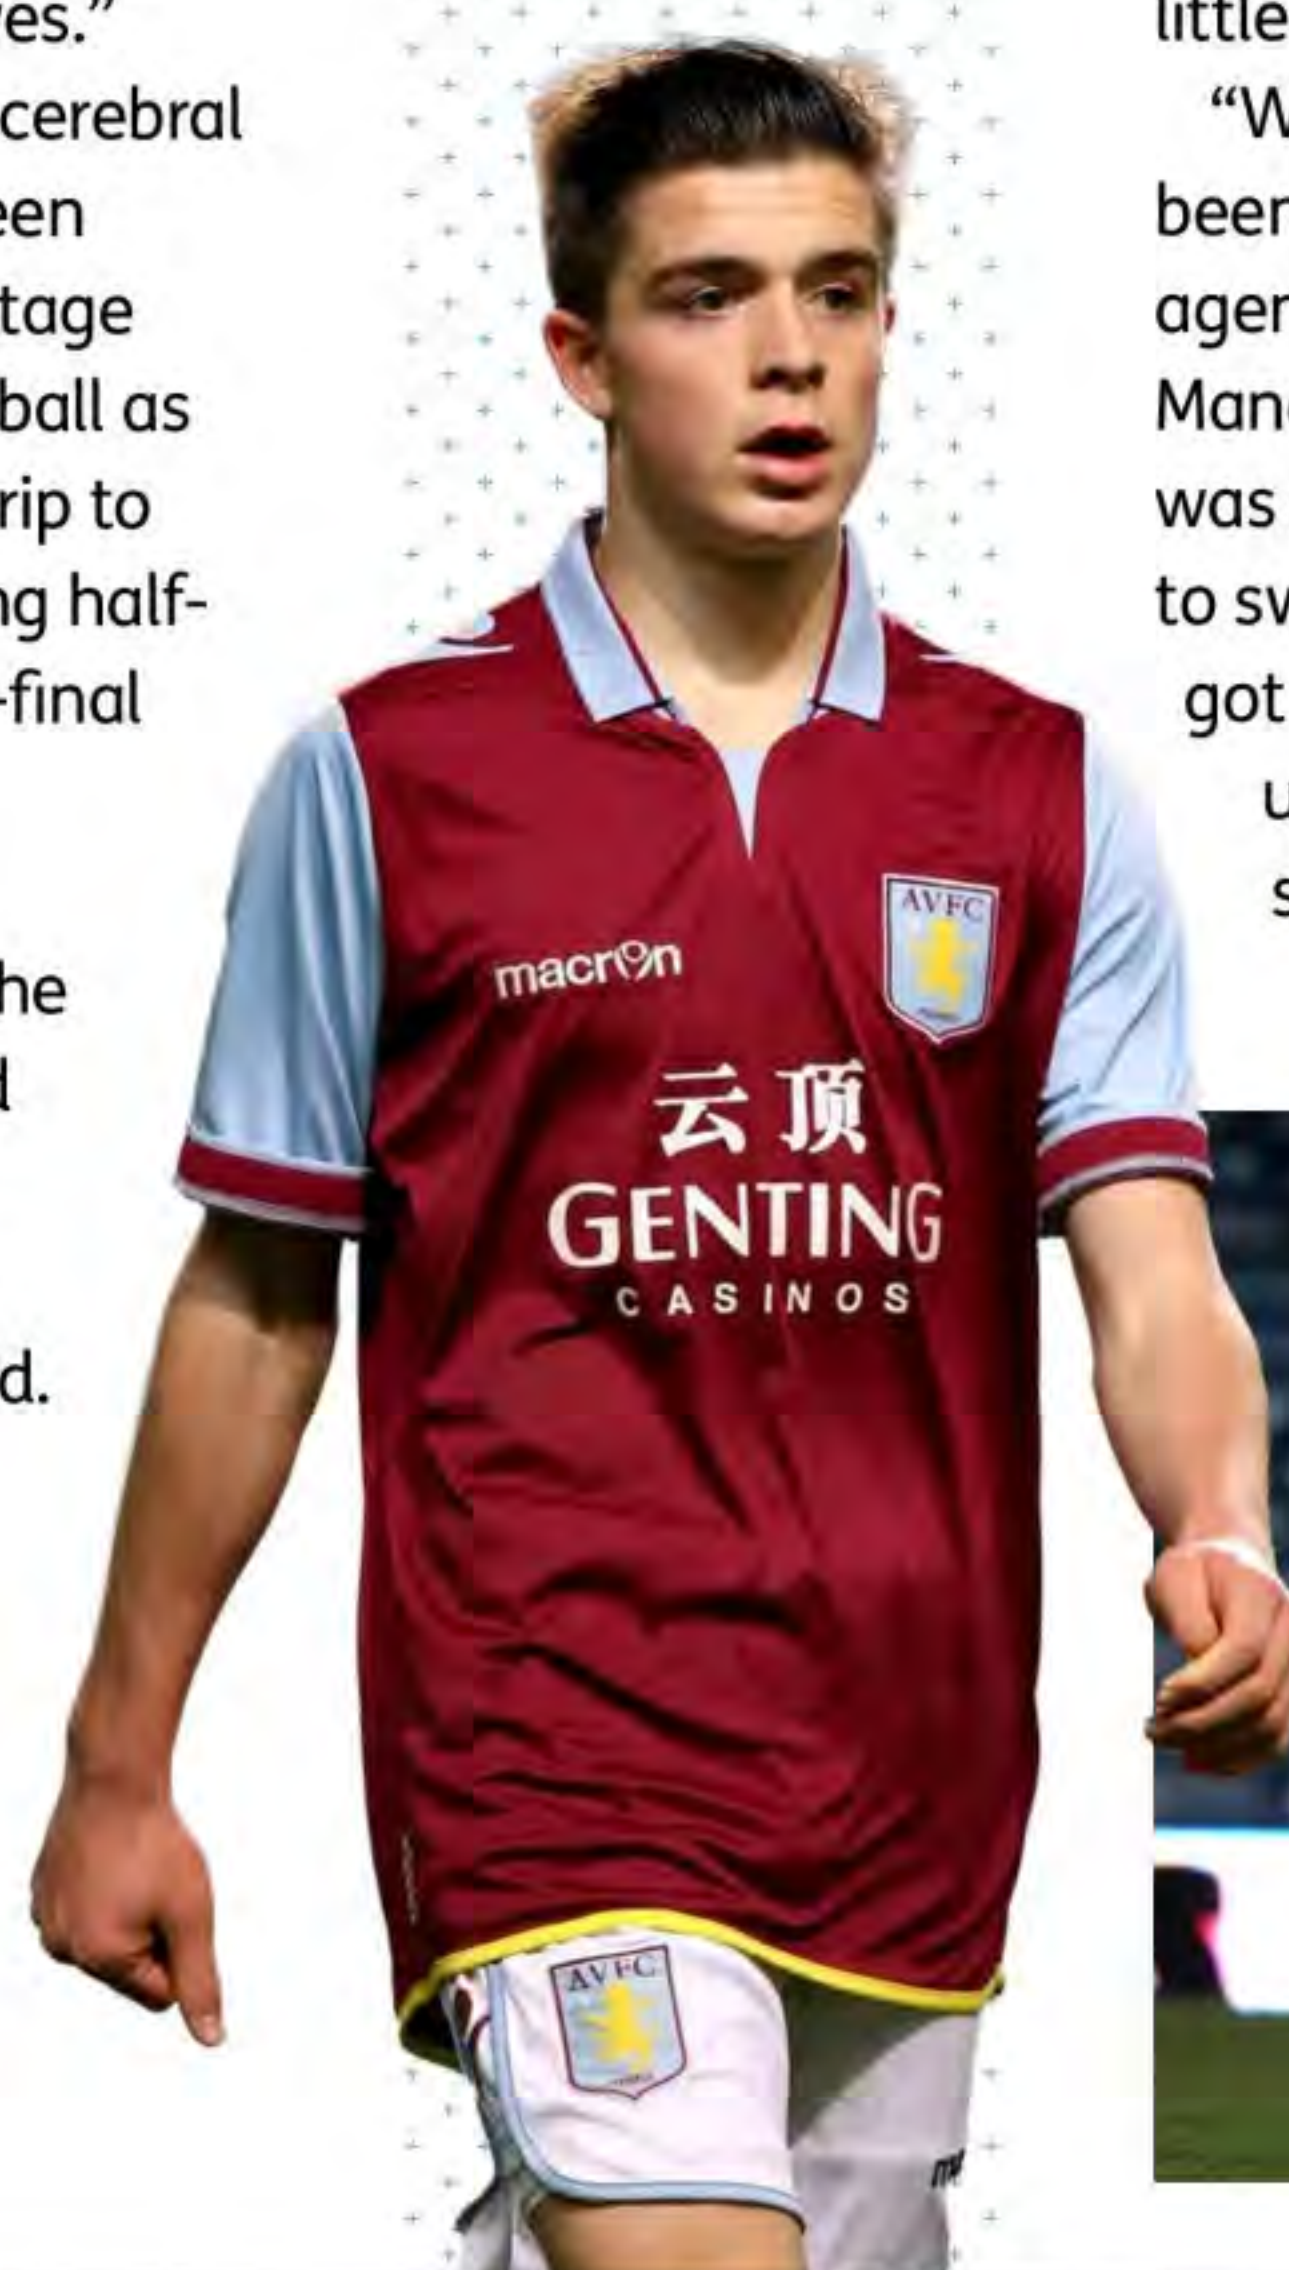 es.”
cerebral
een
tage
ball as
rip to
ng half-
-final
he
d
d.
macron
AVFC
云顶
GENTING
CASINOS
AVFC
little
“W
been
agen
Man
was
to sw
got
u
s